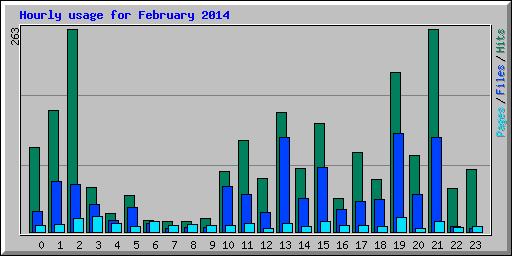 Hourly usage for February 2014
263
Pages/Files/Hits
0 1 2 3 4 5 6 7 8 9 10 11 12 13 14 15 16 17 18 19 20 21 22 23